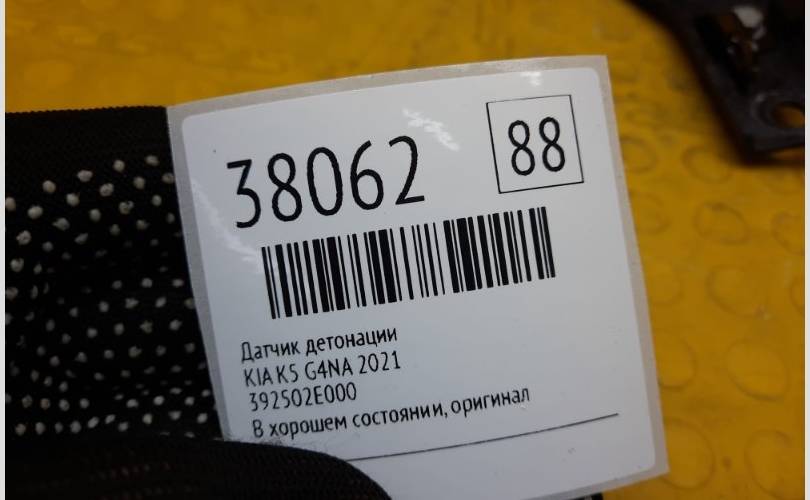 38062
88
Датчик детонации
KIA K5 G4NA 2021
392502E000
В хорошем состоянии, оригинал